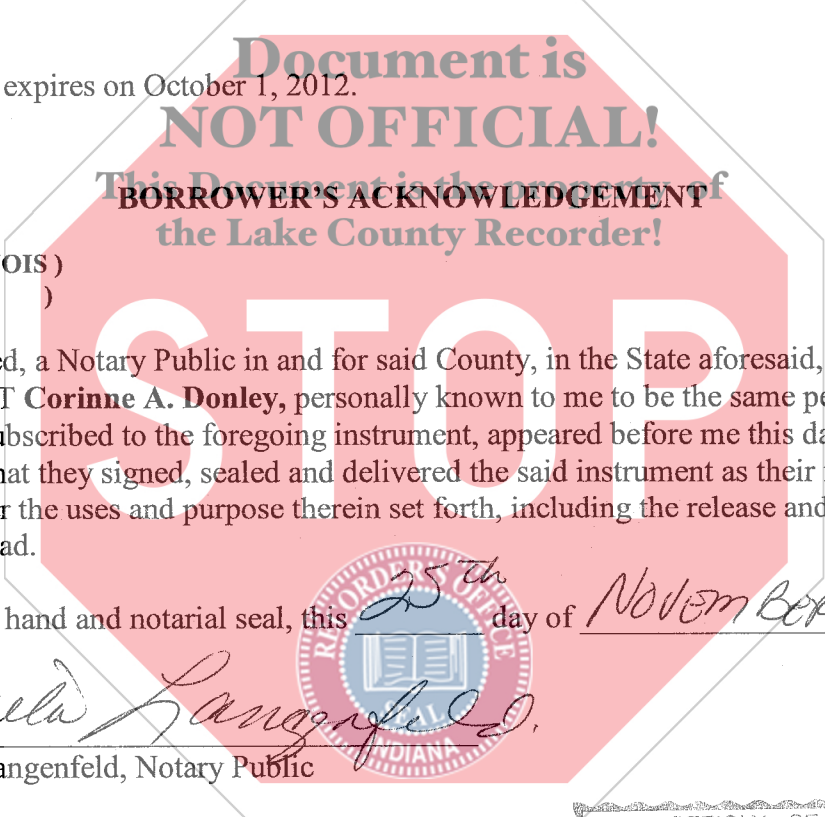 Document is
expires on October 1, 2012.
NOT OFFICIAL!
This Document is the property of
BORROWER'S ACKNOWLEDGEMENT
the Lake County Recorder!
OIS )
)
STOP
ed, a Notary Public in and for said County, in the State aforesaid,
T Corinne A. Donley, personally known to me to be the same pe
ubscribed to the foregoing instrument, appeared before me this da
hat they signed, sealed and delivered the said instrument as their
r the uses and purpose therein set forth, including the release and
ad.
RECORDER'S OFFICE
hand and notarial seal, this 25th day of November
SEAL
ela Langenfeld
INDIANA
angenfeld, Notary Public